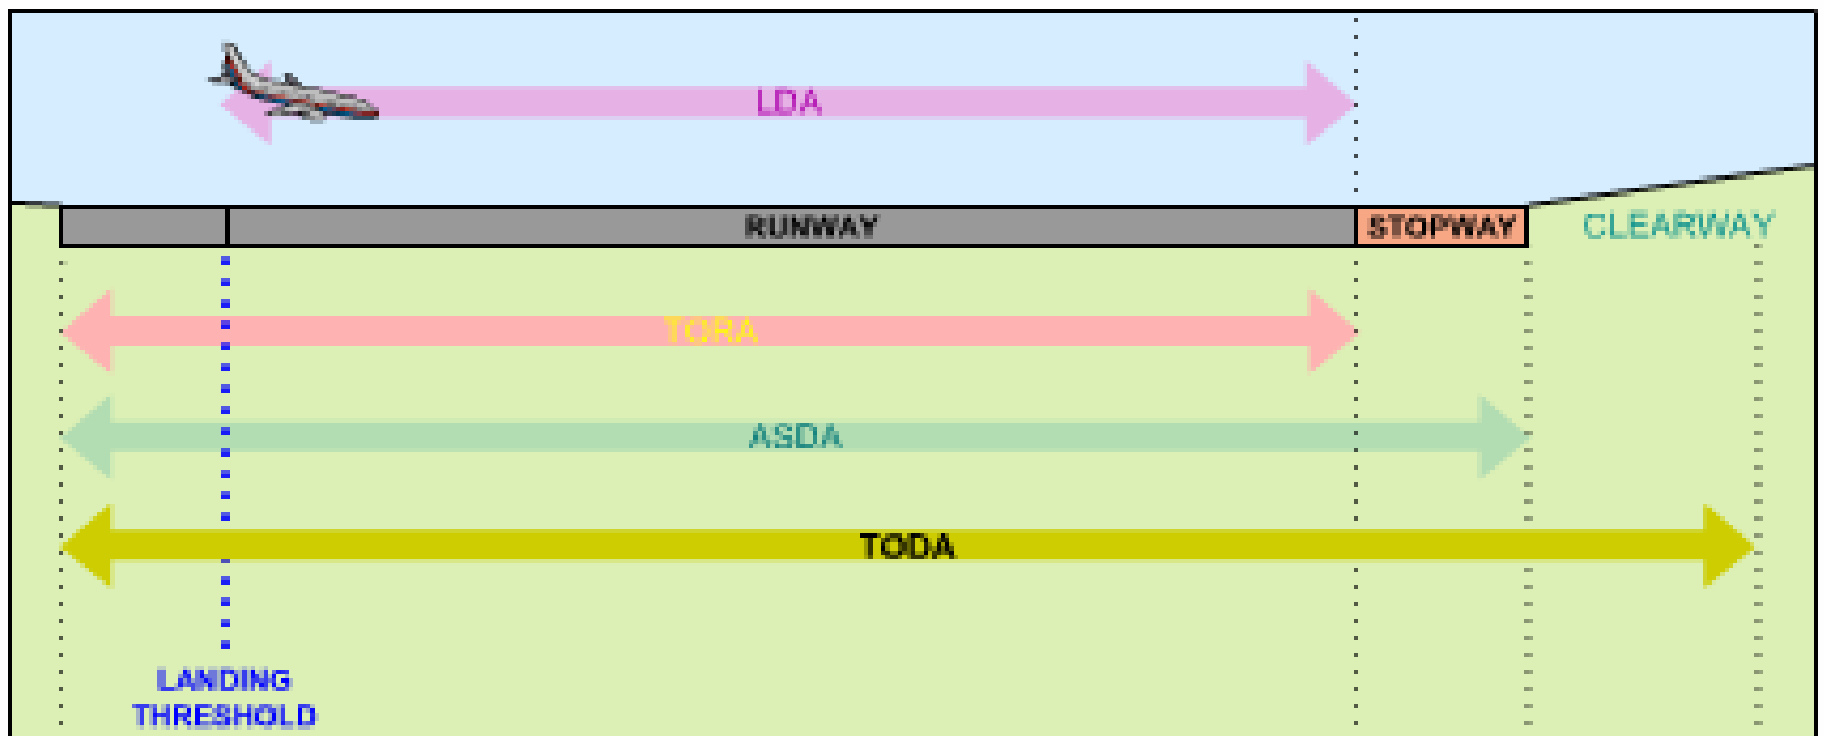 LDA
RUNWAY
STOPWAY
CLEARWAY
TORA
ASDA
TODA
LANDING
THRESHOLD